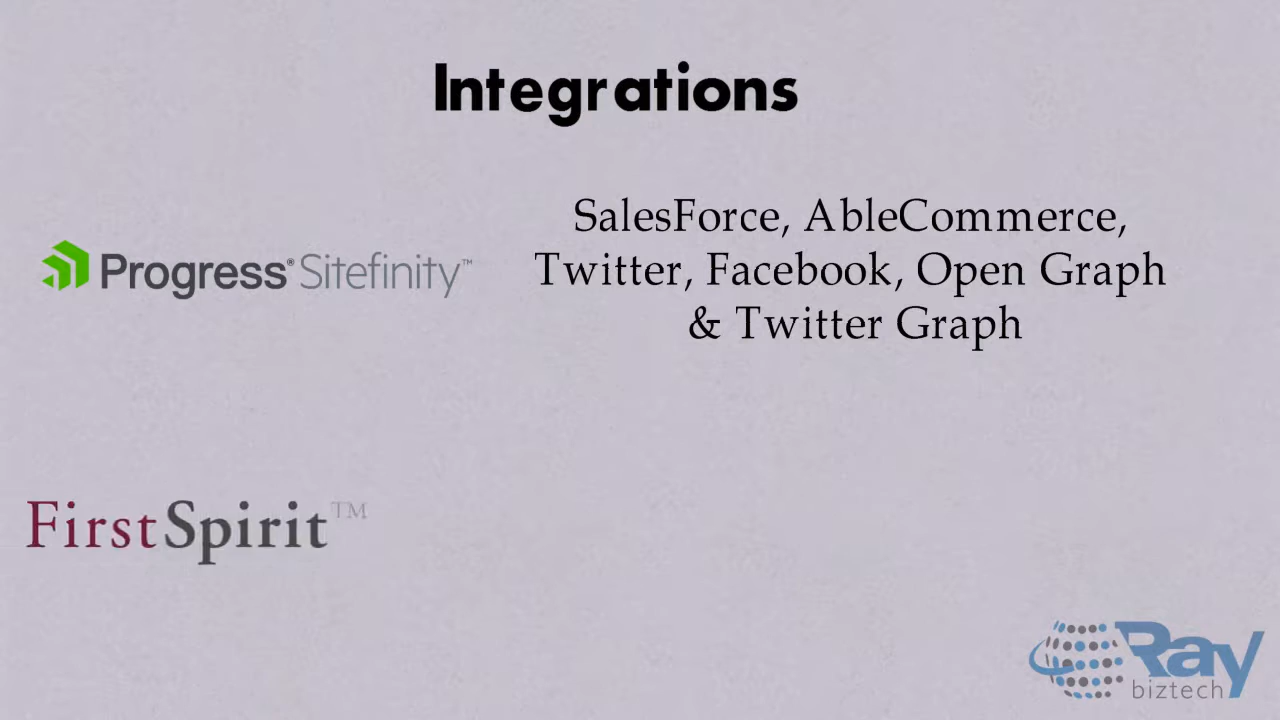 Integrations
SalesForce, AbleCommerce,
Progress® Sitefinity™
Twitter, Facebook, Open Graph
& Twitter Graph
FirstSpirit™
Ray
biztech